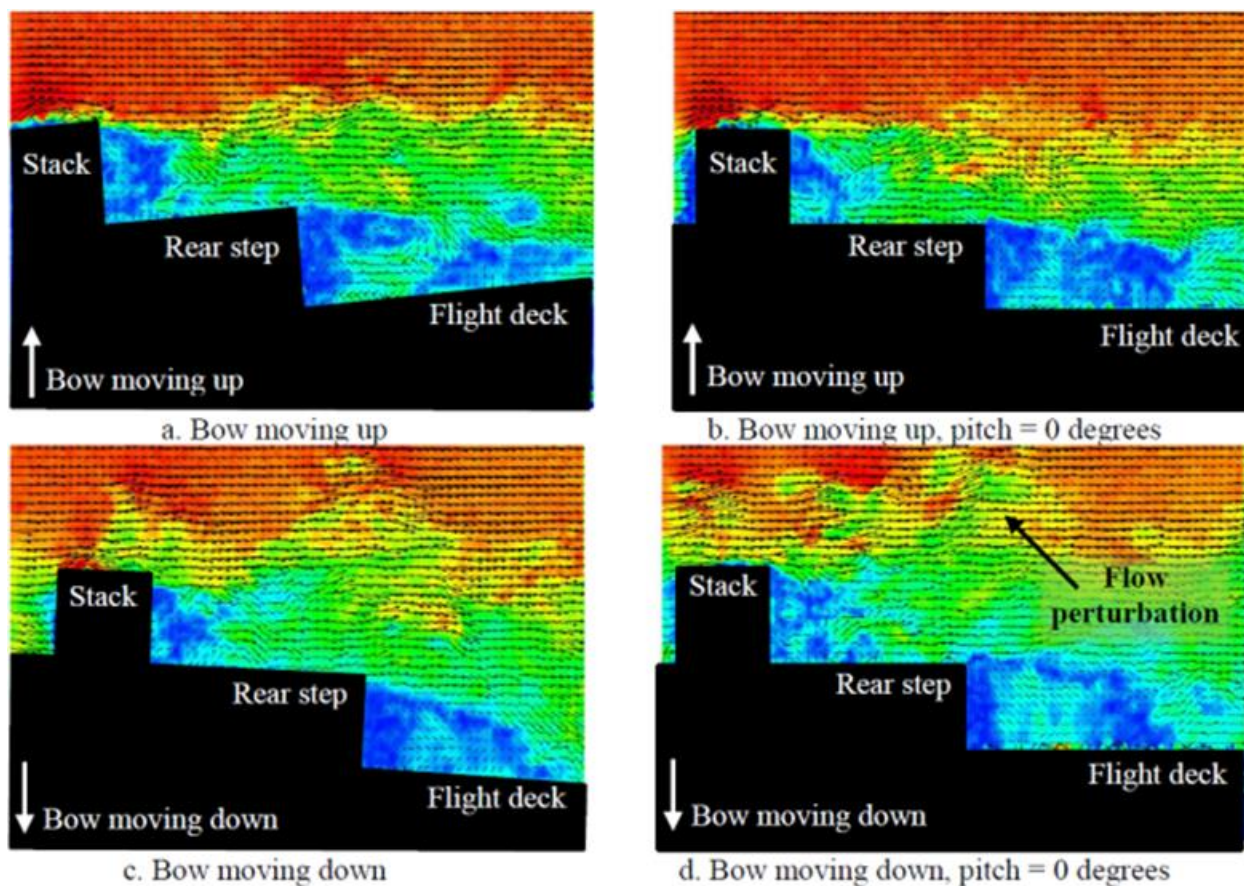 Stack
Rear step
Flight deck
Bow moving up
a. Bow moving up
Stack
Rear step
Flight deck
Bow moving up
b. Bow moving up, pitch = 0 degrees
Stack
Rear step
Flight deck
Bow moving down
c. Bow moving down
Stack
Flow
perturbation
Rear step
Flight deck
Bow moving down
d. Bow moving down, pitch = 0 degrees